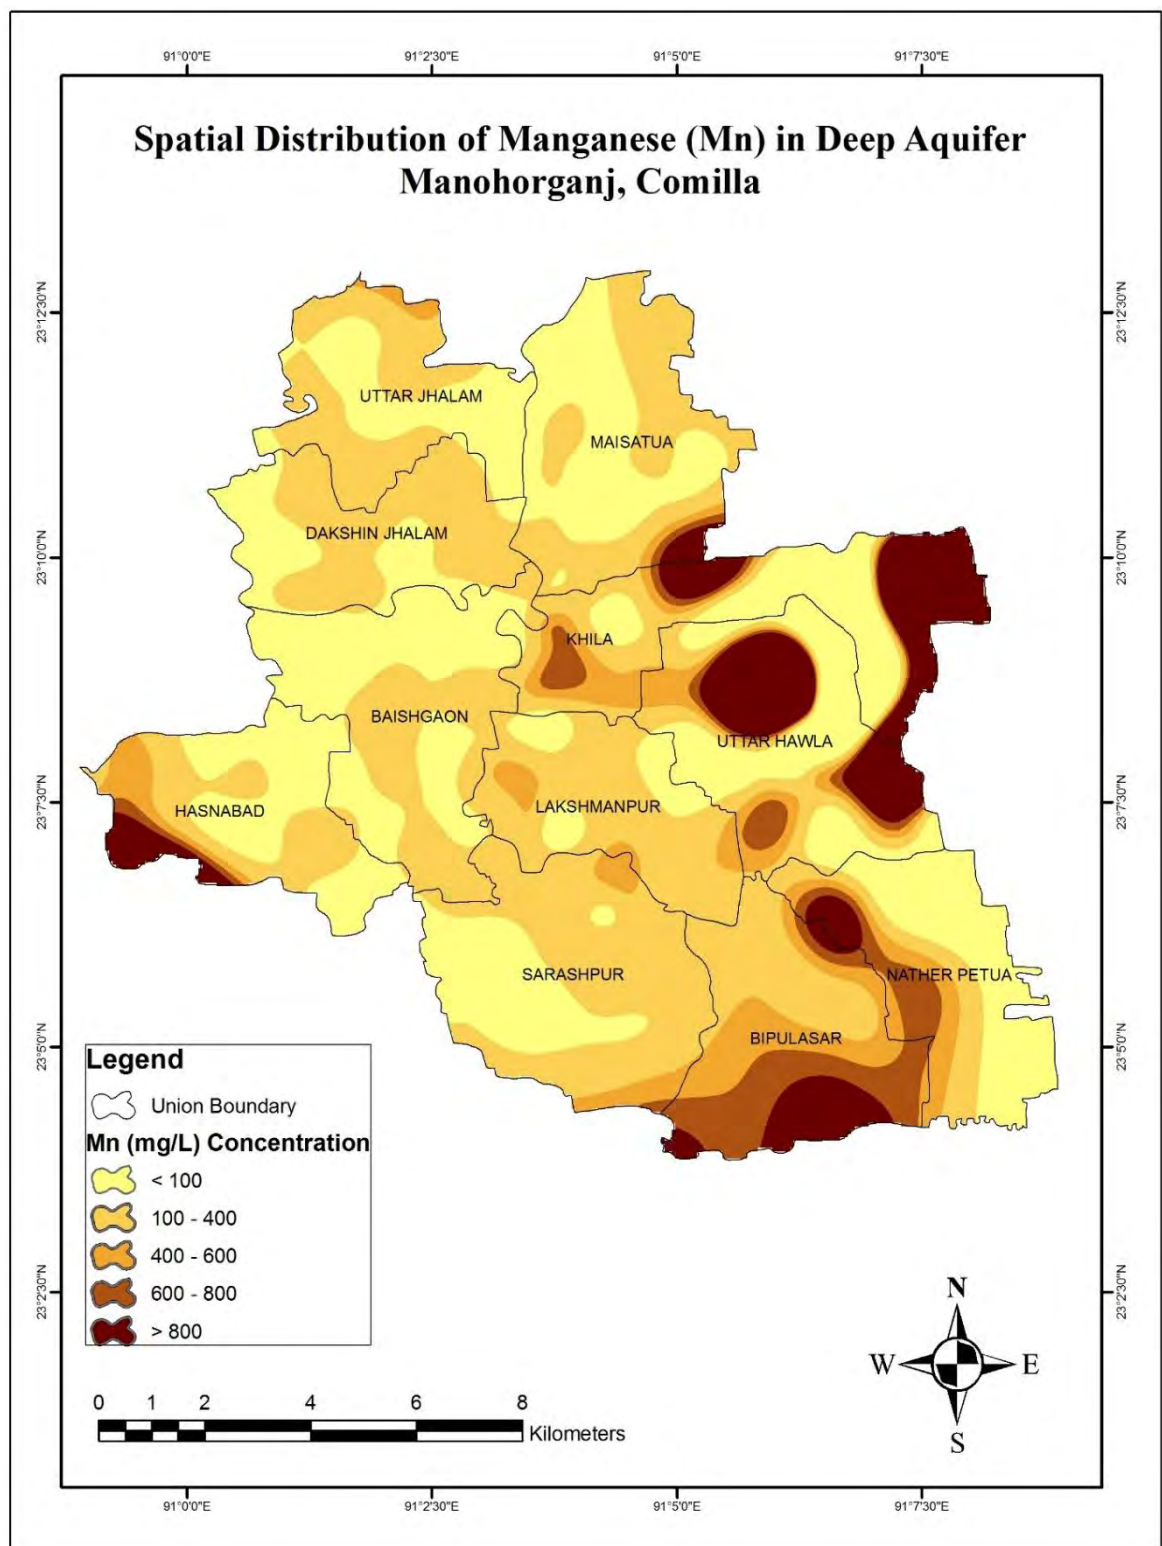 91°0'0"E 91°2'30"E 91°5'0"E 91°7'30"E
Spatial Distribution of Manganese (Mn) in Deep Aquifer
Manohorganj, Comilla
23°12'30"N 23°12'30"N
UTTAR JHALAM
MAISATUA
DAKSHIN JHALAM
23°10'0"N 23°10'0"N
KHILA
BAISHGAON
UTTAR HAWLA
23°7'30"N 23°7'30"N
HASNABAD
LAKSHMANPUR
SARASHPUR
NATHER PETUA
BIPULASAR
23°5'0"N 23°5'0"N
Legend
Union Boundary
Mn (mg/L) Concentration
< 100
100 - 400
400 - 600
600 - 800
> 800
23°2'30"N 23°2'30"N
N
W E
S
0 1 2 4 6 8
Kilometers
91°0'0"E 91°2'30"E 91°5'0"E 91°7'30"E